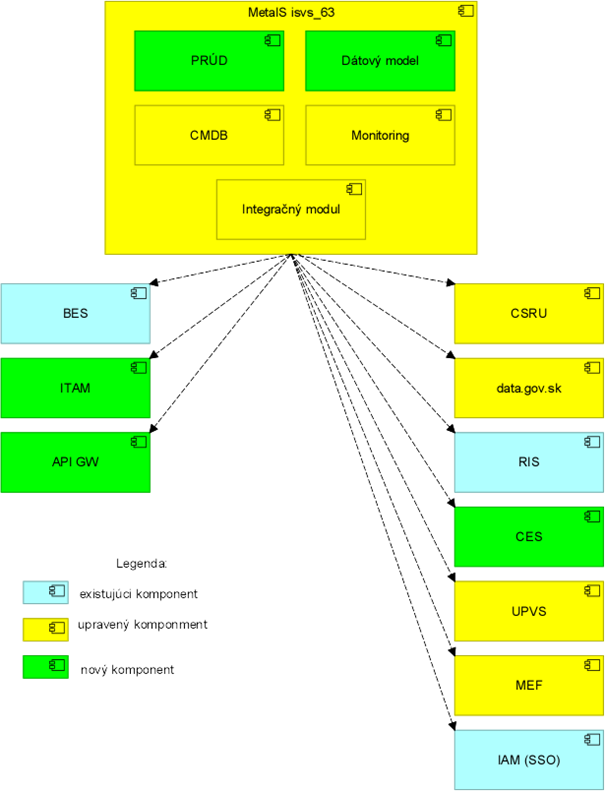 MetaIS isvs_63
PRÚD
Dátový model
CMDB
Monitoring
Integračný modul
BES
CSRU
ITAM
data.gov.sk
API GW
RIS
CES
UPVS
MEF
IAM (SSO)
Legenda:
existujúci komponent
upravený komponment
nový komponent